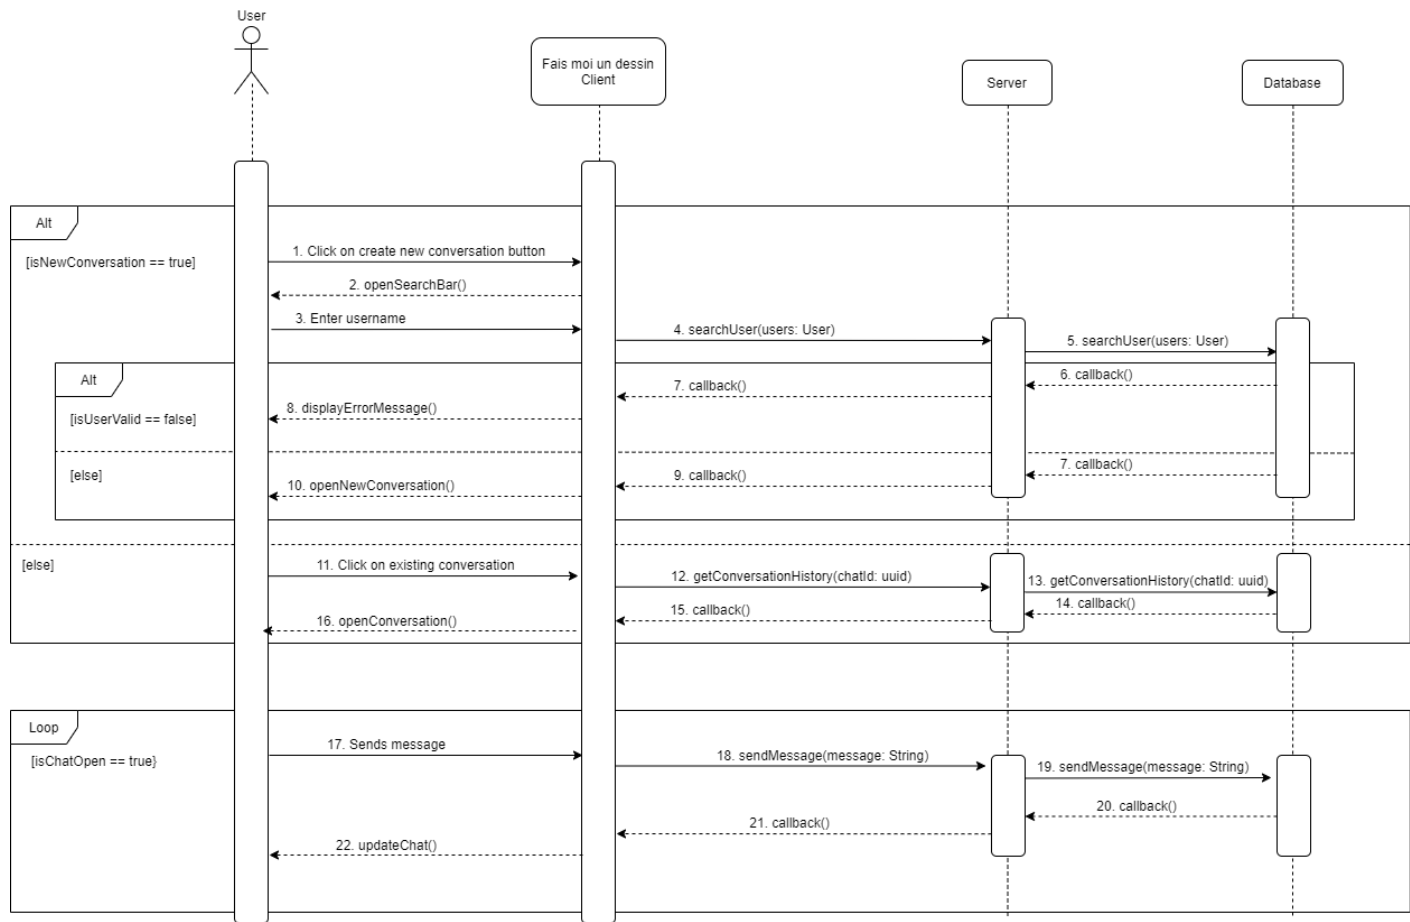 User
Fais moi un dessin
Client
Server
Database
Alt
[isNewConversation == true]
1. Click on create new conversation button
2. openSearchBar()
3. Enter username
4. searchUser(users: User)
5. searchUser(users: User)
Alt
6. callback()
7. callback()
8. displayErrorMessage()
[isUserValid == false]
[else]
7. callback()
9. callback()
10. openNewConversation()
[else]
11. Click on existing conversation
12. getConversationHistory(chatId: uuid)
13. getConversationHistory(chatId: uuid)
14. callback()
15. callback()
16. openConversation()
Loop
[isChatOpen == true}
17. Sends message
18. sendMessage(message: String)
19. sendMessage(message: String)
20. callback()
21. callback()
22. updateChat()